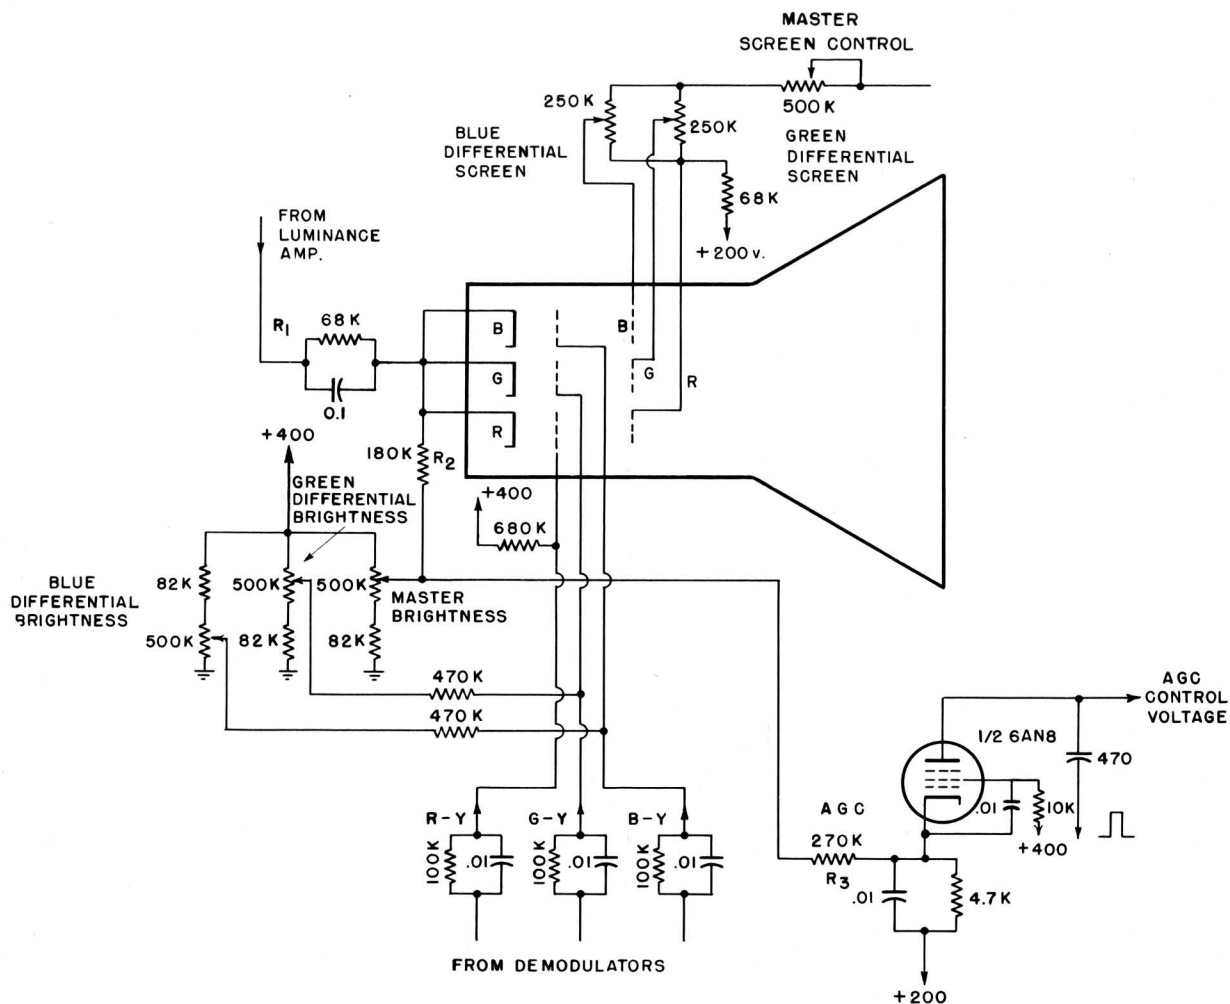 MASTER
SCREEN CONTROL
250K
500K
250K
BLUE
DIFFERENTIAL
SCREEN
GREEN
DIFFERENTIAL
SCREEN
68K
+200v.
FROM
LUMINANCE
AMP.
R1
68K
0.1
B
G
R
B
G
R
+400
180K
R2
GREEN
DIFFERENTIAL
BRIGHTNESS
+400
680K
BLUE
DIFFERENTIAL
BRIGHTNESS
82K
500K
500K
MASTER
BRIGHTNESS
500K
82K
82K
470K
470K
AGC
CONTROL
VOLTAGE
1/2 6AN8
470
.01
10K
+400
R-Y
G-Y
B-Y
100K
.01
100K
.01
100K
.01
AGC
270K
R3
.01
4.7K
+200
FROM DEMODULATORS